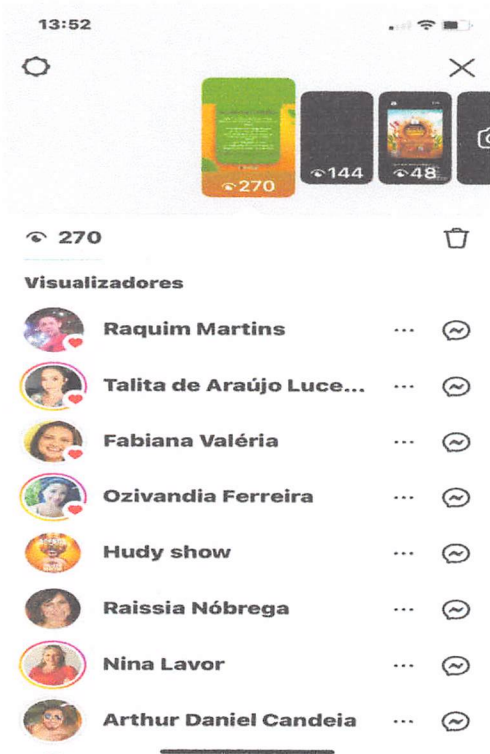 13:52
270
144
48
270
Visualizadores
Raquim Martins
Talita de Araújo Luce...
Fabiana Valéria
Ozivandia Ferreira
Hudy show
Raissia Nóbrega
Nina Lavor
Arthur Daniel Candeia